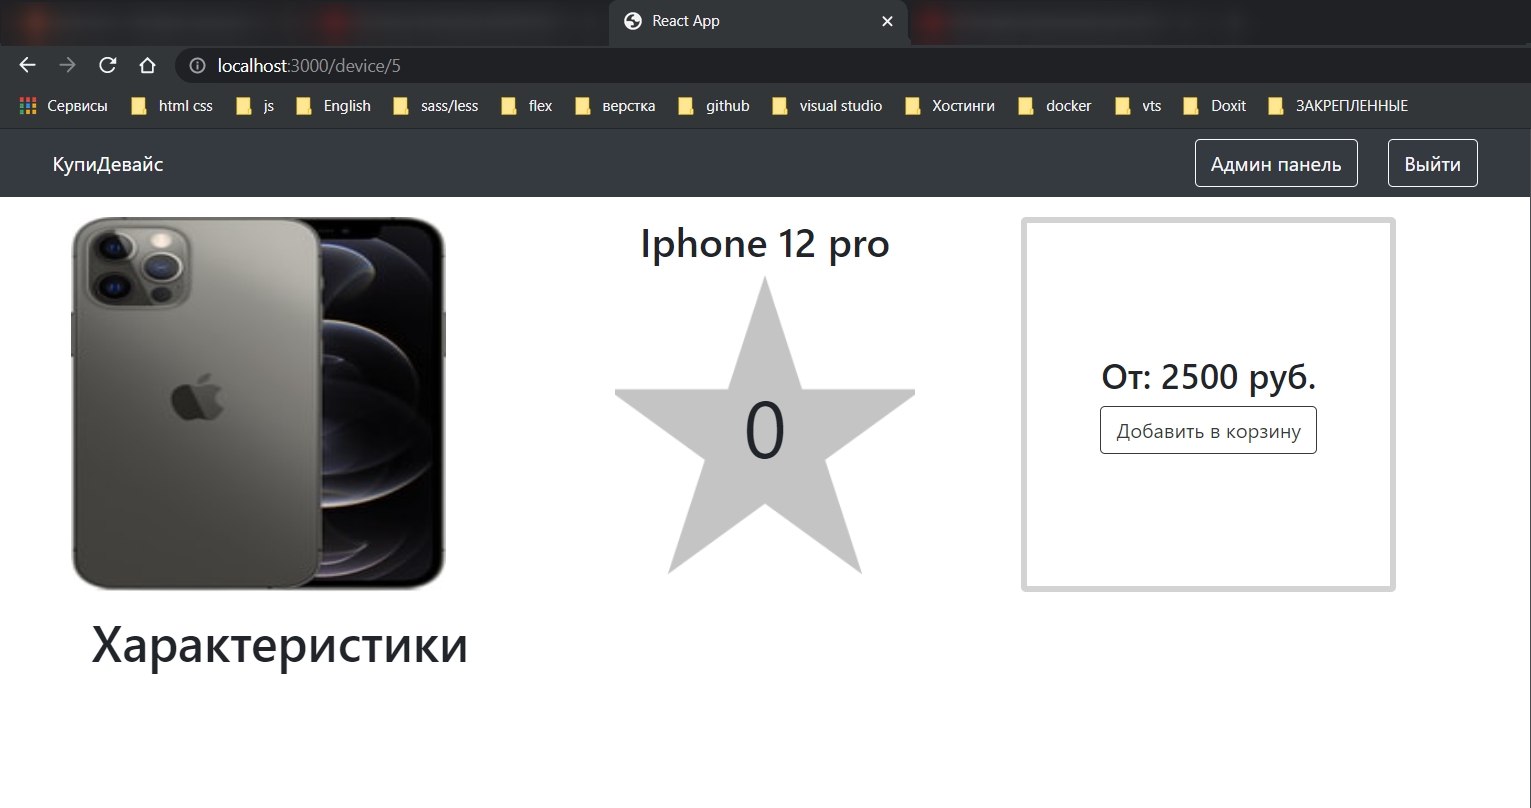 React App
localhost:3000/device/5
Сервисы html css js English sass/less flex верстка github visual studio Хостинги docker vts Doxit ЗАКРЕПЛЕННЫЕ
КупиДевайс Админ панель Выйти
Iphone 12 pro
0
От: 2500 руб.
Добавить в корзину
Характеристики